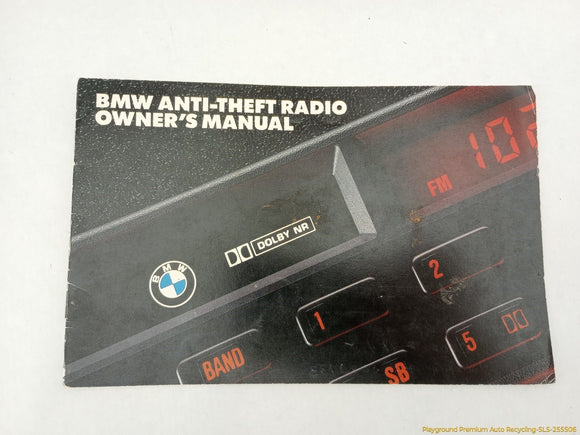 BMW ANTI-THEFT RADIO
OWNER'S MANUAL
102
FM
DOLBY NR
BMW
2
1
5
BAND
SB
Playground Premium Auto Recycling-SLS-255506